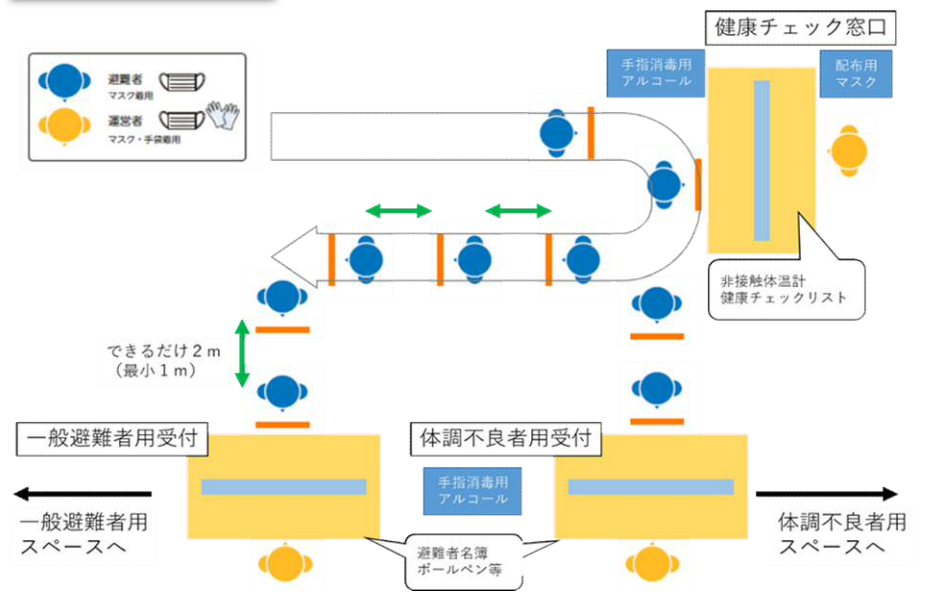 健康チェック窓口
避難者
マスク着用
運営者
マスク・手袋着用
手指消毒用
アルコール
配布用
マスク
非接触体温計
健康チェックリスト
できるだけ２ｍ
（最小１ｍ）
一般避難者用受付
体調不良者用受付
手指消毒用
アルコール
一般避難者用
スペースへ
体調不良者用
スペースへ
避難者名簿
ボールペン等